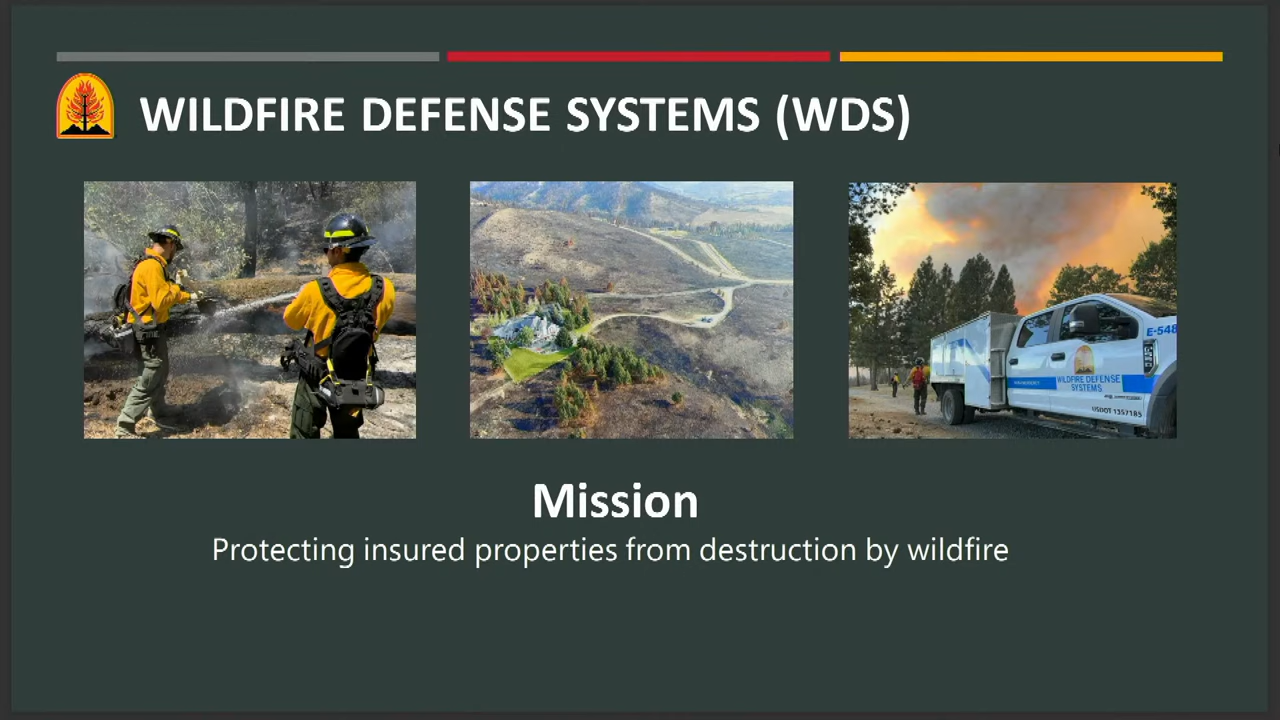 WILDFIRE DEFENSE SYSTEMS (WDS)
E-548
WILDFIRE DEFENSE
SYSTEMS
USDOT 1357185
Mission
Protecting insured properties from destruction by wildfire